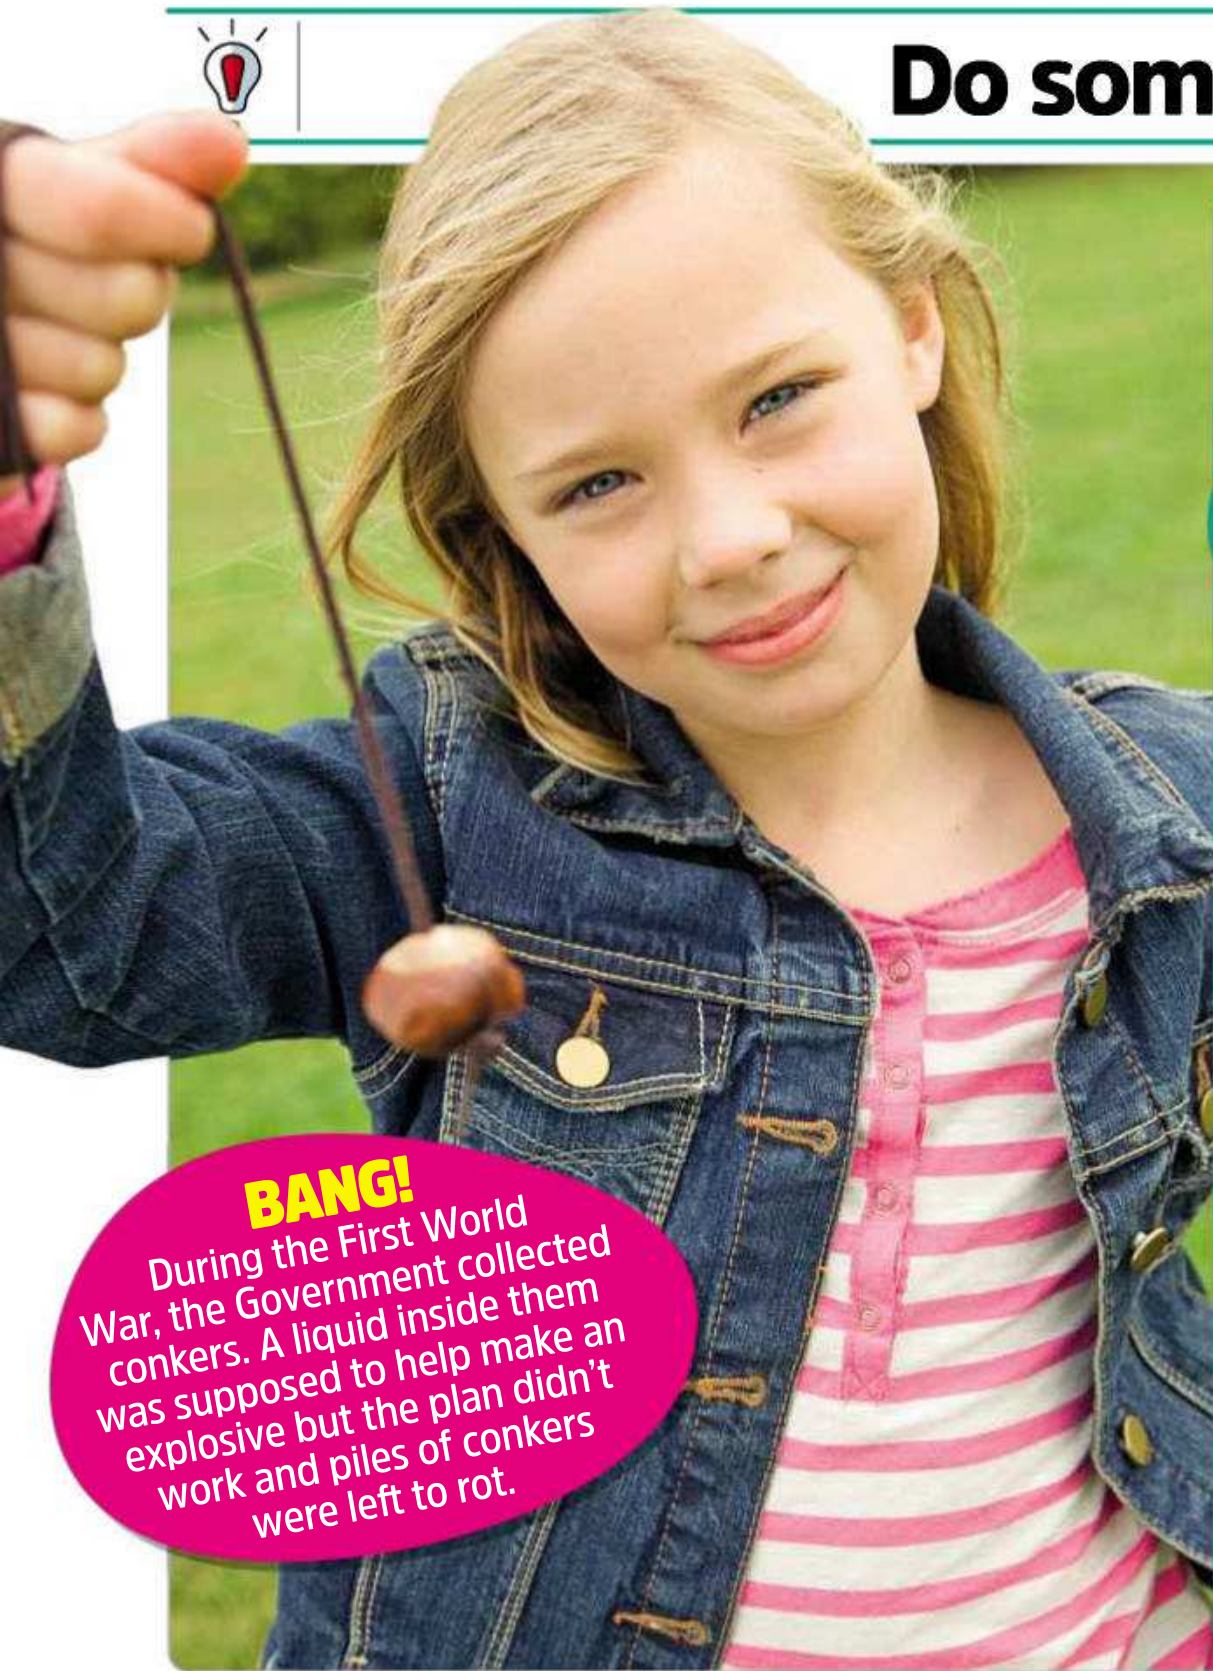 Do som
BANG!
During the First World
War, the Government collected
conkers. A liquid inside them
was supposed to help make an
explosive but the plan didn't
work and piles of conkers
were left to rot.